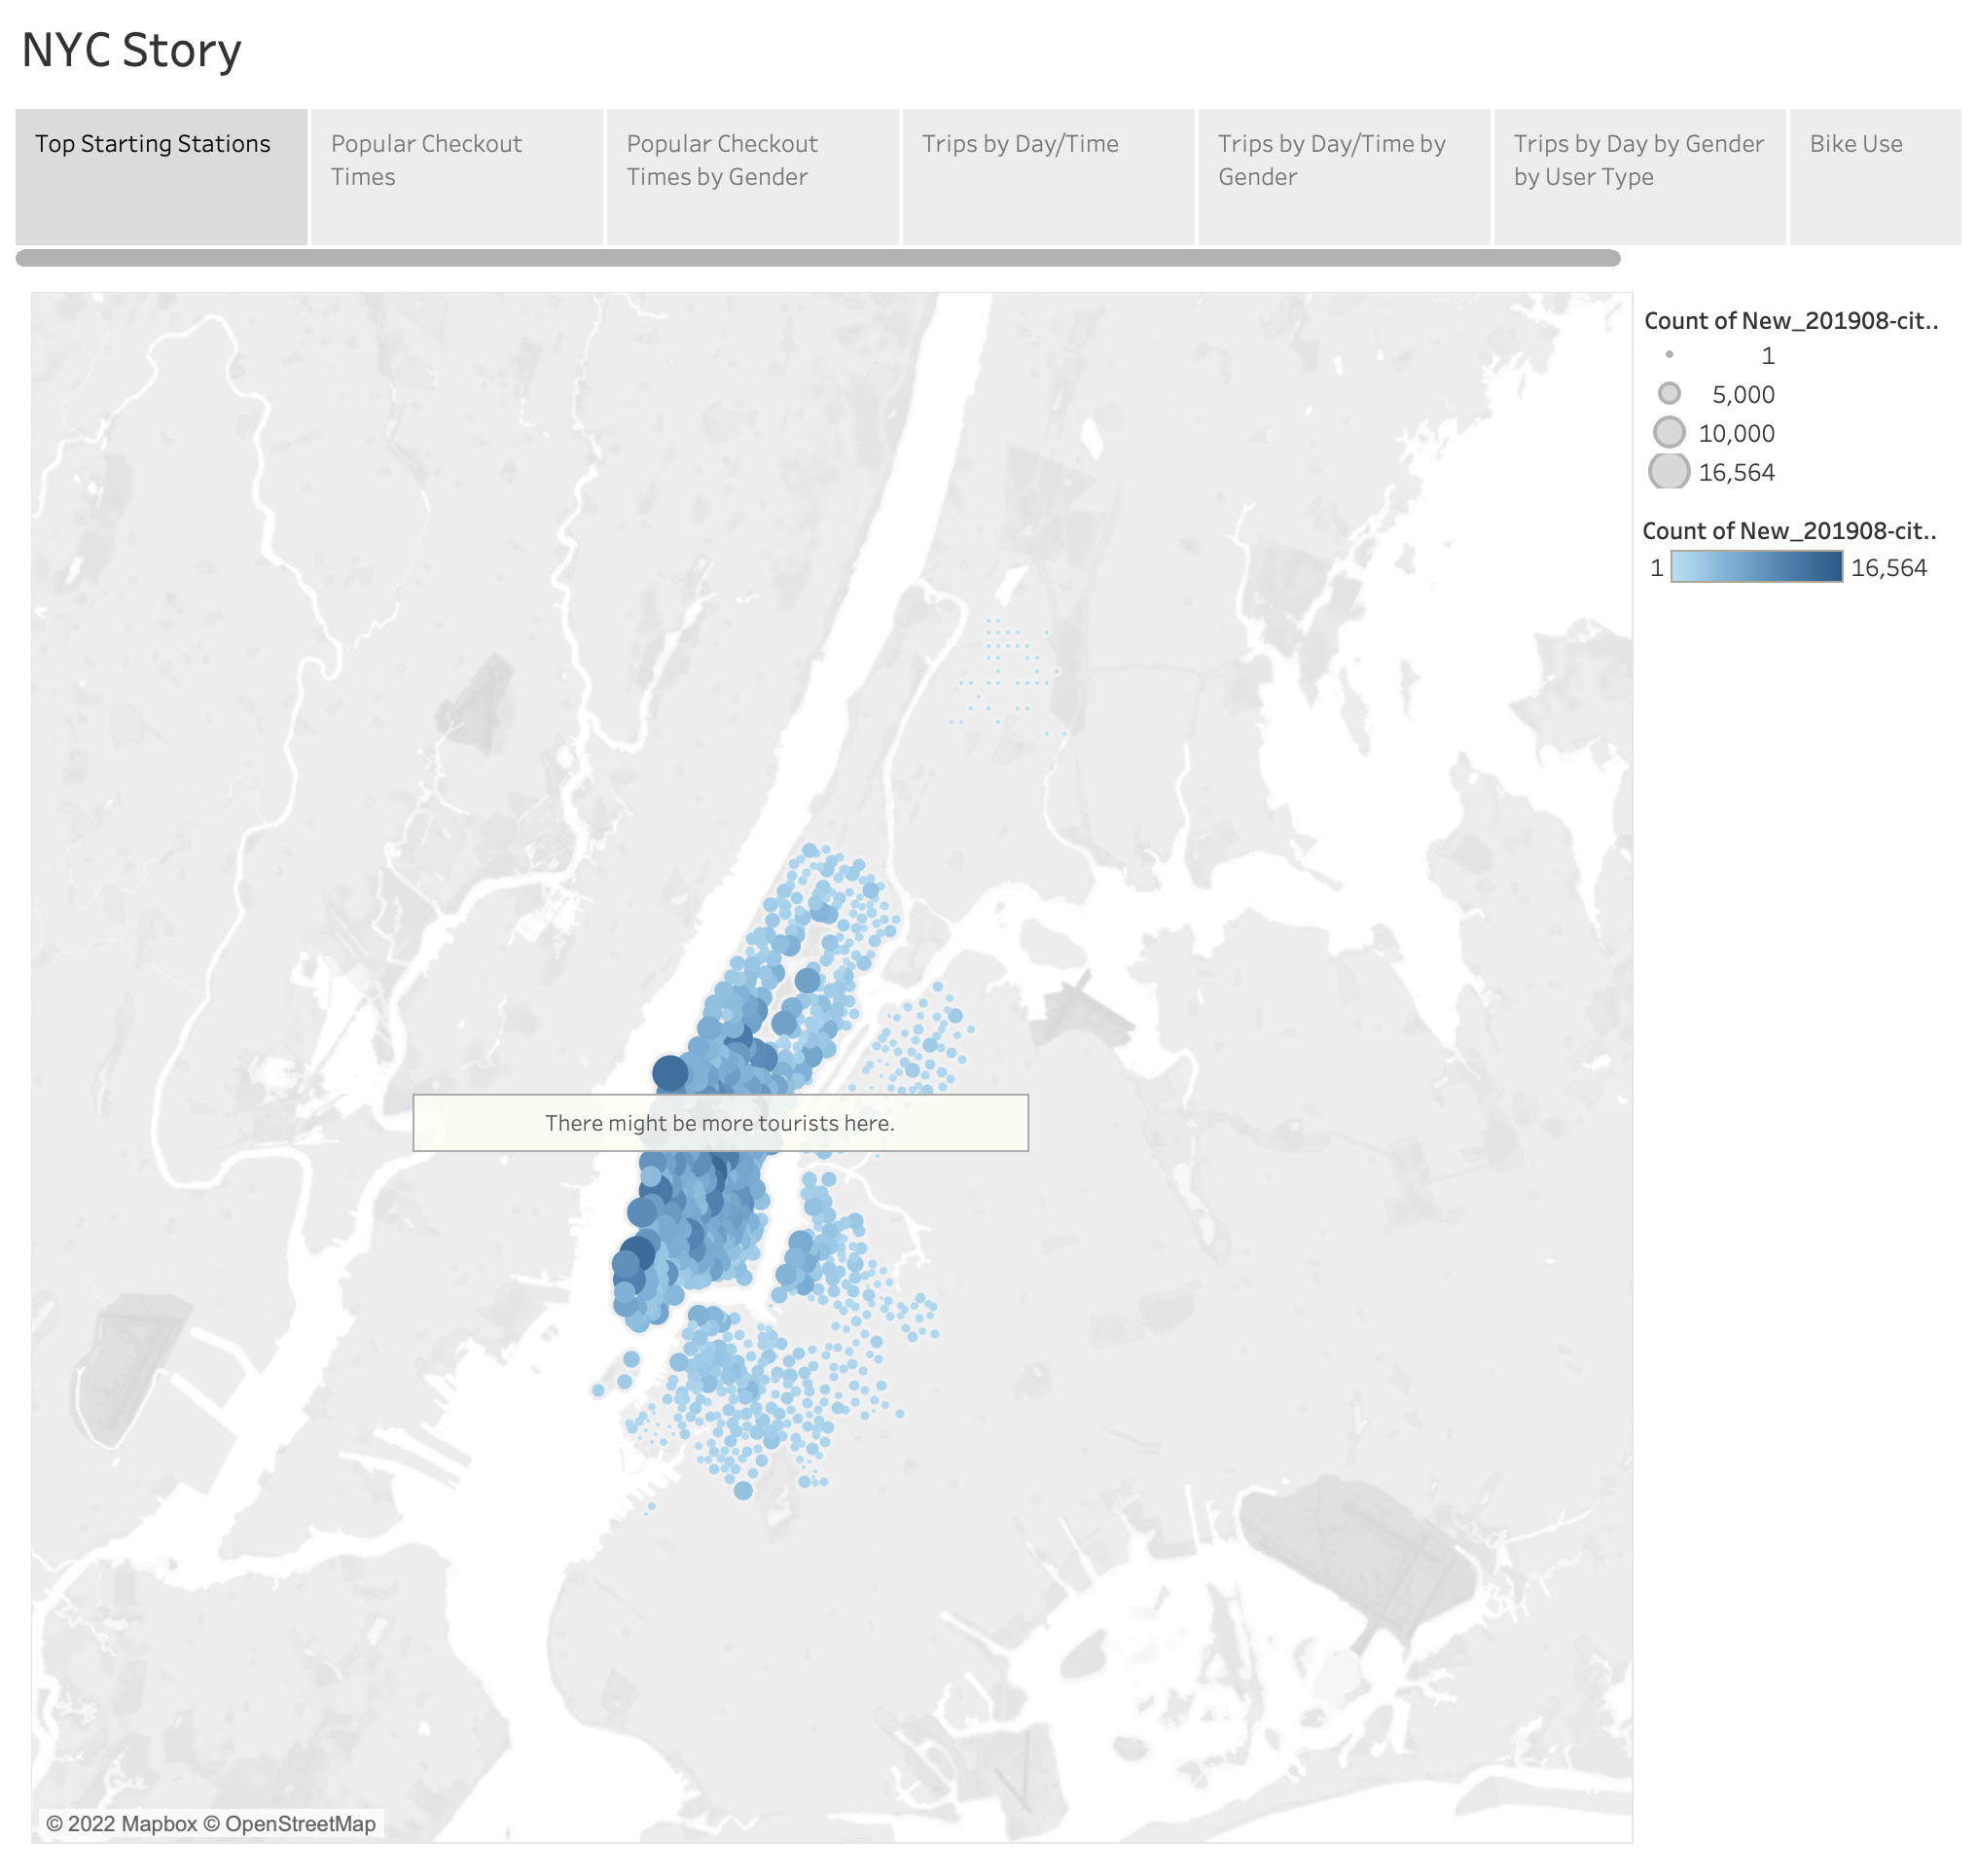 NYC Story
Top Starting Stations
Popular Checkout
Times
Popular Checkout
Times by Gender
Trips by Day/Time
Trips by Day/Time by
Gender
Trips by Day by Gender
by User Type
Bike Use
Count of New_201908-cit..
1
5,000
10,000
16,564
Count of New_201908-cit..
1 16,564
There might be more tourists here.
© 2022 Mapbox © OpenStreetMap